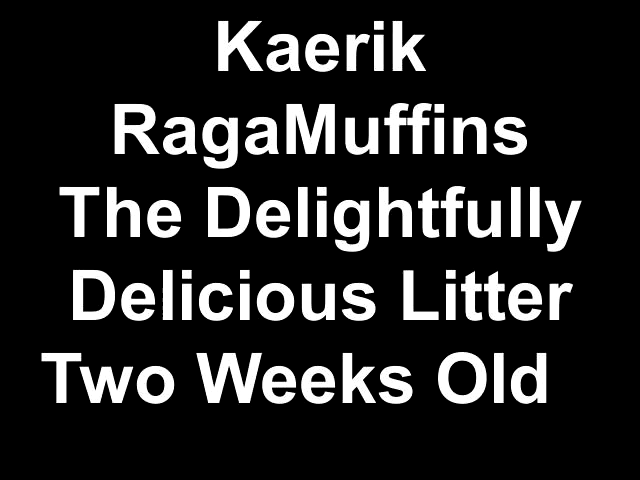 Kaerik
RagaMuffins
The Delightfully
Delicious Litter
Two Weeks Old